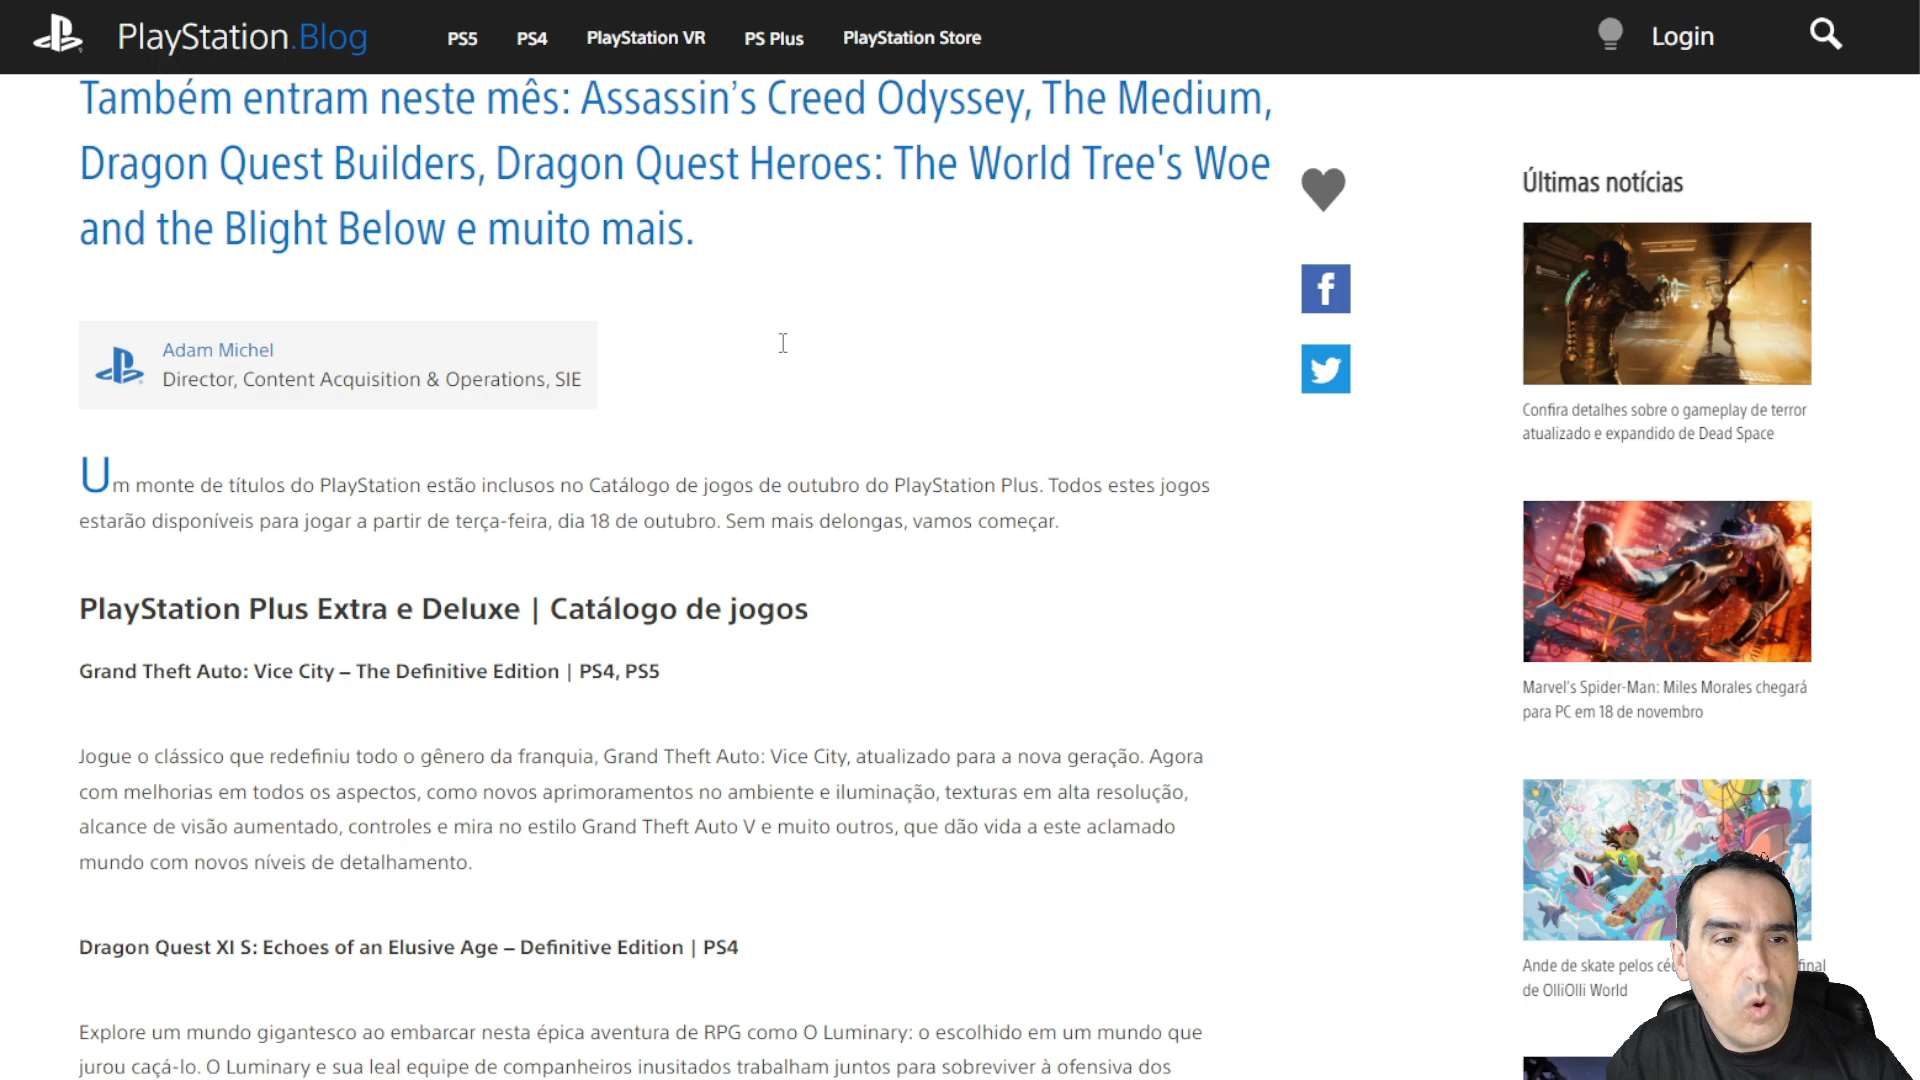 PlayStation.Blog
PS5
PS4
PlayStation VR
PS Plus
PlayStation Store
Login
Também entram neste mês: Assassin’s Creed Odyssey, The Medium,
Dragon Quest Builders, Dragon Quest Heroes: The World Tree's Woe
and the Blight Below e muito mais.
Adam Michel
Director, Content Acquisition & Operations, SIE
Um monte de títulos do PlayStation estão inclusos no Catálogo de jogos de outubro do PlayStation Plus. Todos estes jogos
estarão disponíveis para jogar a partir de terça-feira, dia 18 de outubro. Sem mais delongas, vamos começar.
PlayStation Plus Extra e Deluxe | Catálogo de jogos
Grand Theft Auto: Vice City – The Definitive Edition | PS4, PS5
Jogue o clássico que redefiniu todo o gênero da franquia, Grand Theft Auto: Vice City, atualizado para a nova geração. Agora
com melhorias em todos os aspectos, como novos aprimoramentos no ambiente e iluminação, texturas em alta resolução,
alcance de visão aumentado, controles e mira no estilo Grand Theft Auto V e muito outros, que dão vida a este aclamado
mundo com novos níveis de detalhamento.
Dragon Quest XI S: Echoes of an Elusive Age – Definitive Edition | PS4
Explore um mundo gigantesco ao embarcar nesta épica aventura de RPG como O Luminary: o escolhido em um mundo que
jurou caçá-lo. O Luminary e sua leal equipe de companheiros inusitados trabalham juntos para sobreviver à ofensiva dos
Últimas notícias
Confira detalhes sobre o gameplay de terror
atualizado e expandido de Dead Space
Marvel’s Spider-Man: Miles Morales chegará
para PC em 18 de novembro
Ande de skate pelos final
de OlliOlli World